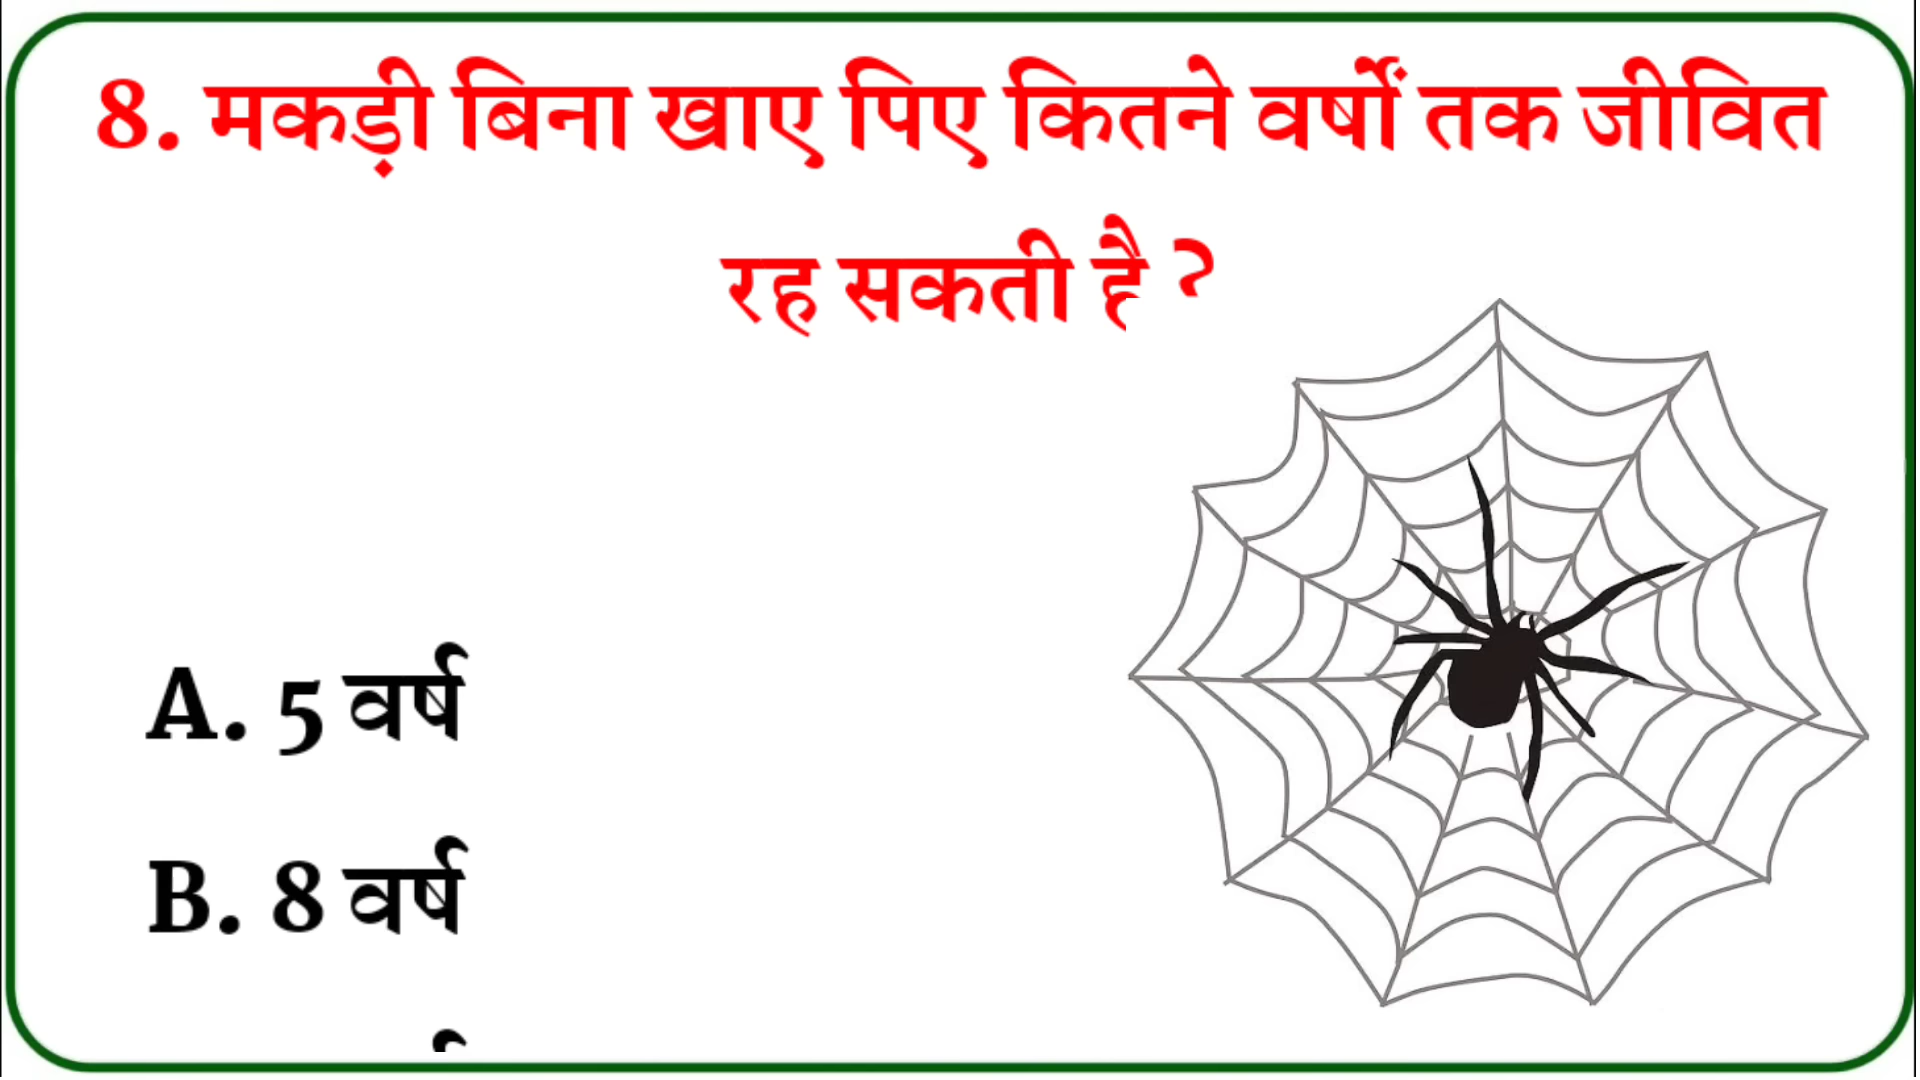 8. मकड़ी बिना खाए पिए कितने वर्षों तक जीवित
रह सकती है ?
A. 5 वर्ष
B. 8 वर्ष